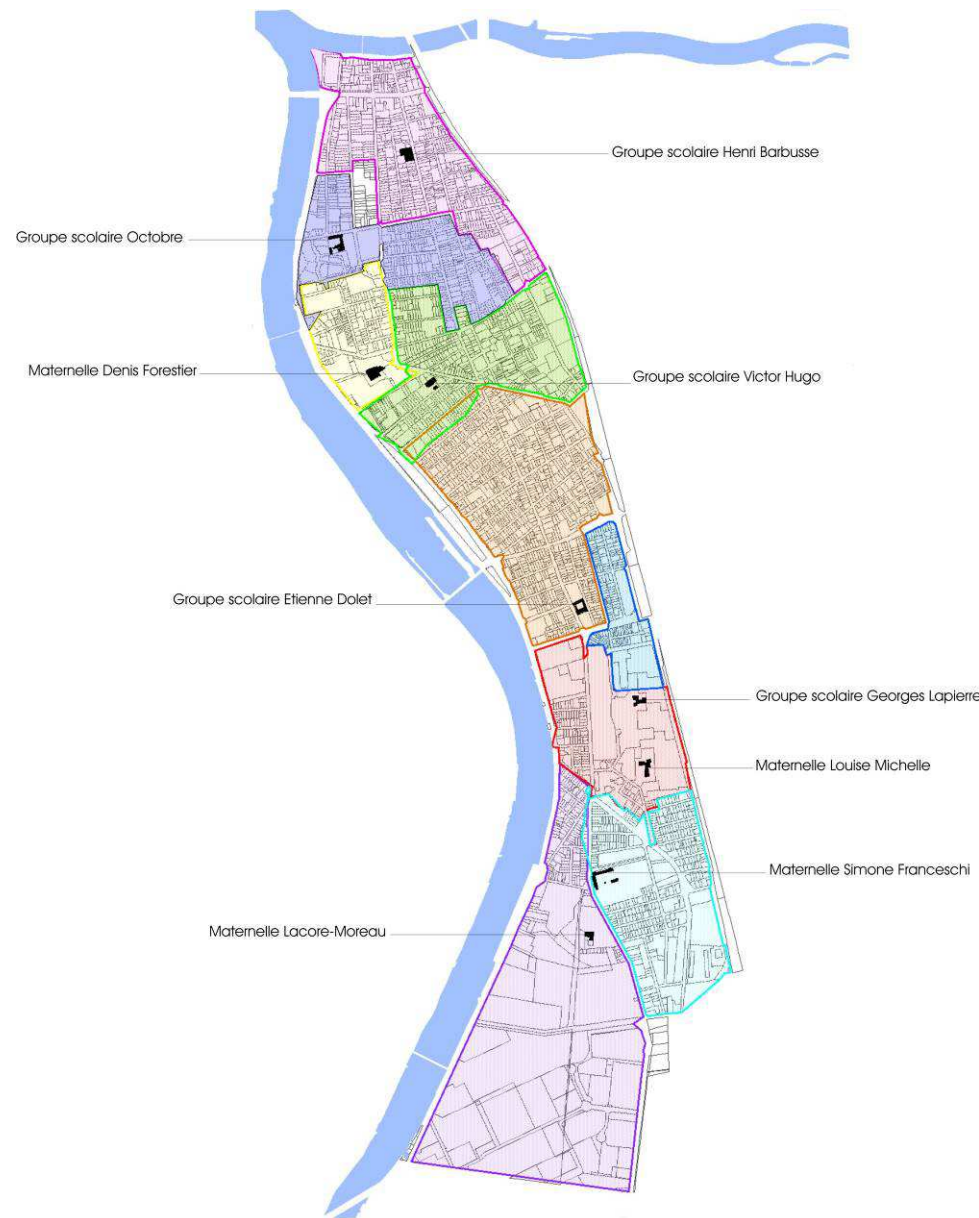 Groupe scolaire Henri Barbusse
Groupe scolaire Octobre
Maternelle Denis Forestier
Groupe scolaire Victor Hugo
Groupe scolaire Etienne Dolet
Groupe scolaire Georges Lapierre
Maternelle Louise Michelle
Maternelle Simone Franceschi
Maternelle Lacore-Moreau